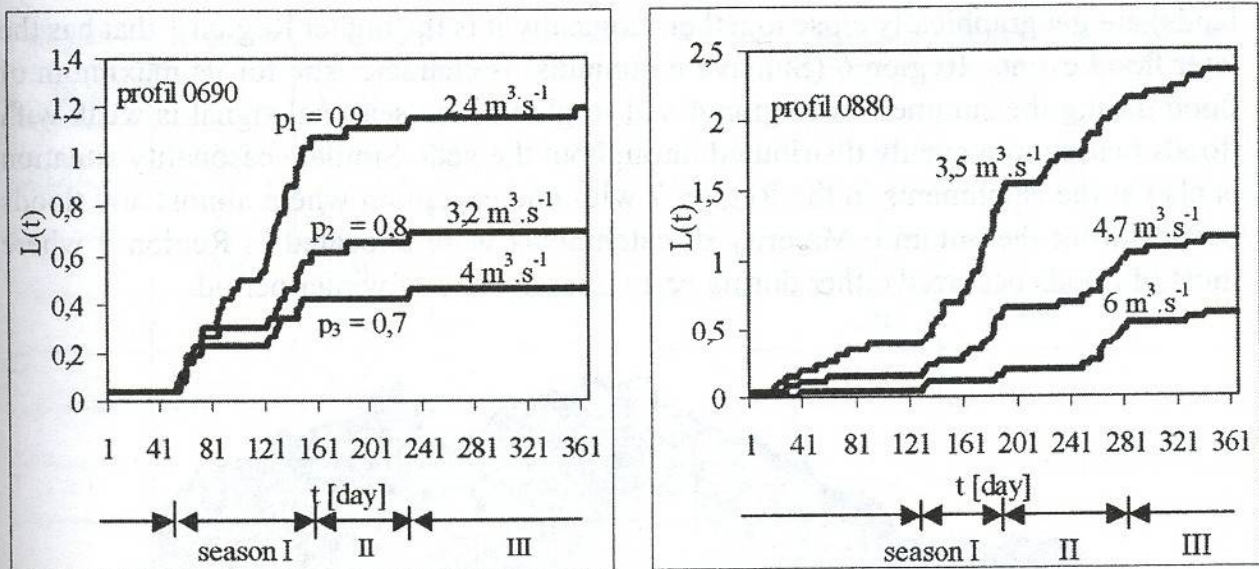 1,4
profil 0690
2,4 m³.s⁻¹
1,2
p₁ = 0,9
1
0,8
p₂ = 0,8
3,2 m³.s⁻¹
0,6
4 m³.s⁻¹
0,4
p₃ = 0,7
0,2
0
1 41 81 121 161 201 241 281 321 361
t [day]
season I II III
2,5
profil 0880
2
3,5 m³.s⁻¹
1,5
4,7 m³.s⁻¹
1
6 m³.s⁻¹
0,5
0
1 41 81 121 161 201 241 281 321 361
t [day]
season I II III